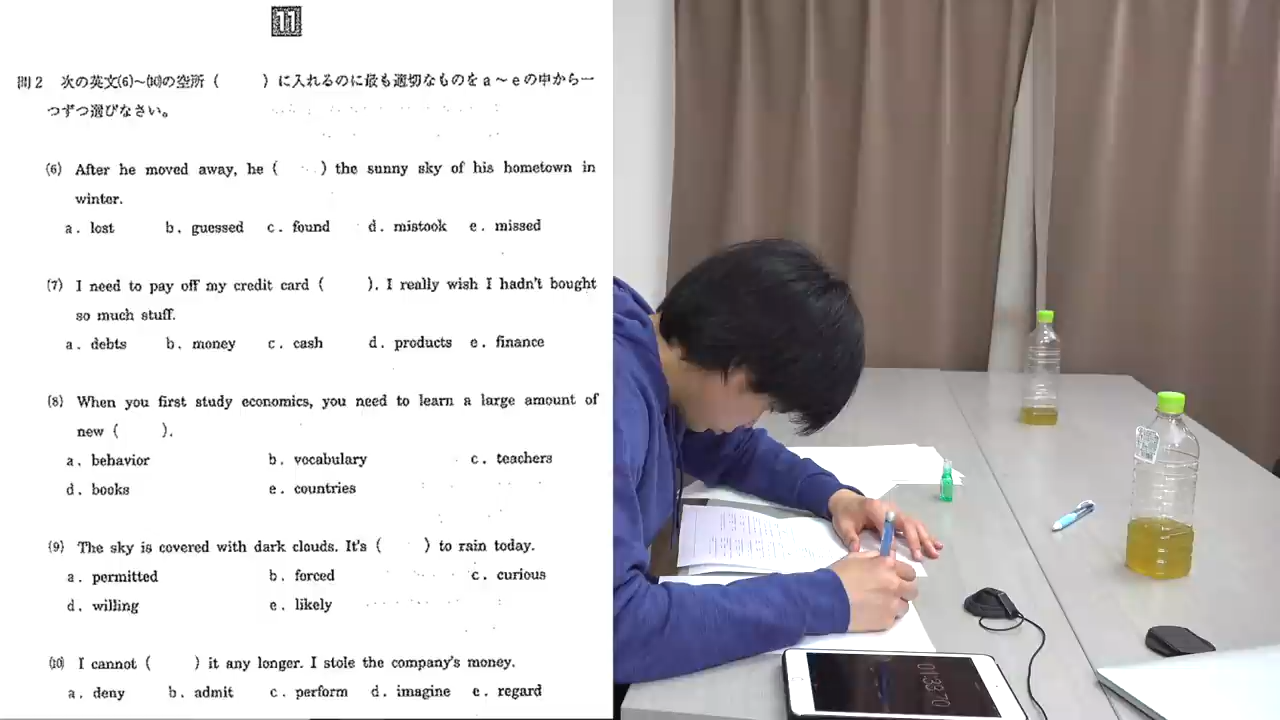 11
問2 次の英文(6)～(10)の空所( )に入れるのに最も適切なものをa～eの中から一
つずつ選びなさい。
(6) After he moved away, he ( ) the sunny sky of his hometown in
winter.
a. lost b. guessed c. found d. mistook e. missed
(7) I need to pay off my credit card ( ). I really wish I hadn't bought
so much stuff.
a. debts b. money c. cash d. products e. finance
(8) When you first study economics, you need to learn a large amount of
new ( ).
a. behavior b. vocabulary c. teachers
d. books e. countries
(9) The sky is covered with dark clouds. It's ( ) to rain today.
a. permitted b. forced c. curious
d. willing e. likely
(10) I cannot ( ) it any longer. I stole the company's money.
a. deny b. admit c. perform d. imagine e. regard